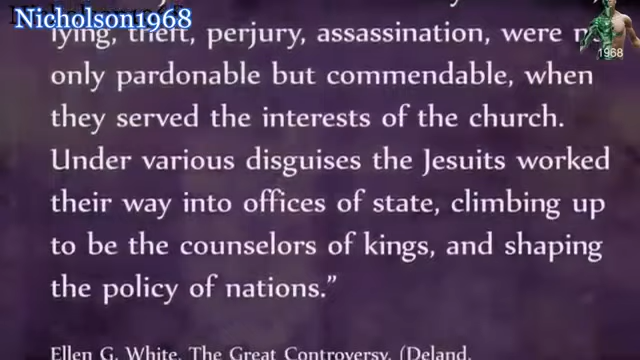 Nicholson1968
lying, theft, perjury, assassination, were
1968
only pardonable but commendable, when
they served the interests of the church.
Under various disguises the Jesuits worked
their way into offices of state, climbing up
to be the counselors of kings, and shaping
the policy of nations.”
Ellen G. White, The Great Controversy, (Deland,